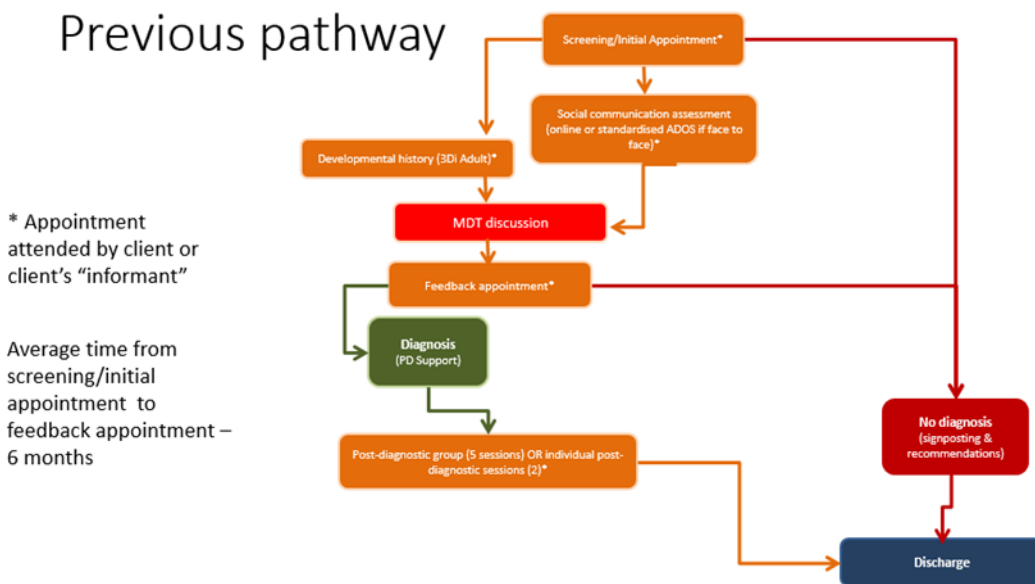 Previous pathway
Screening/Initial Appointment*
Social communication assessment
(online or standardised ADOS if face to
face)*
Developmental history (3Di Adult)*
MDT discussion
* Appointment
attended by client or
client's “informant”
Feedback appointment*
Diagnosis
(PD Support)
Average time from
screening/initial
appointment to
feedback appointment –
6 months
No diagnosis
(signposting &
recommendations)
Post-diagnostic group (5 sessions) OR individual post-
diagnostic sessions (2)*
Discharge